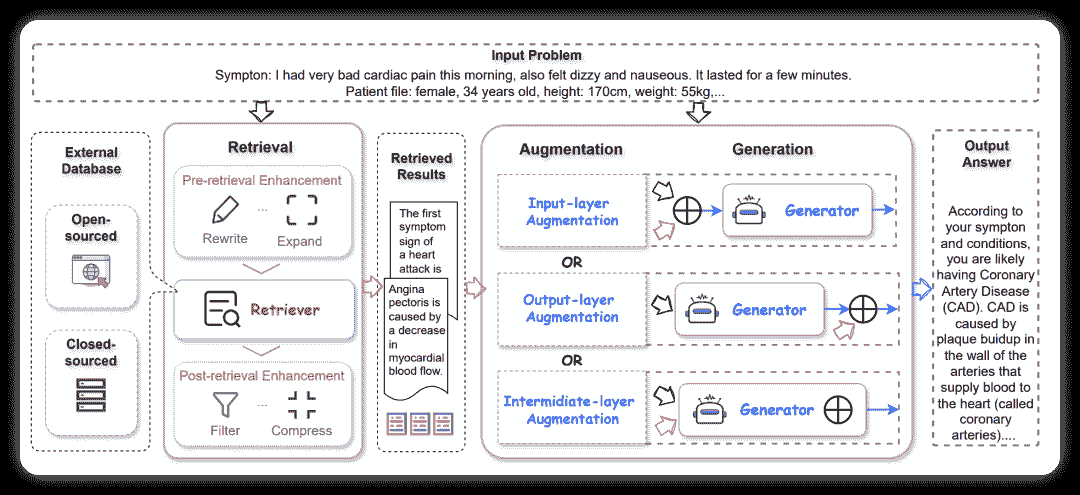 Input Problem
Sympton: I had very bad cardiac pain this morning, also felt dizzy and nauseous. It lasted for a few minutes.
Patient file: female, 34 years old, height: 170cm, weight: 55kg,...
External
Database
Open-
sourced
Closed-
sourced
Retrieval
Pre-retrieval Enhancement
...
Rewrite
Expand
Retriever
Post-retrieval Enhancement
...
Filter
Compress
Retrieved
Results
The first
symptom
sign of
a heart
attack is
Angina
pectoris is
caused by
a decrease
in
myocardial
blood flow.
Augmentation
Generation
Input-layer
Augmentation
Generator
OR
Output-layer
Augmentation
Generator
OR
Intermidiate-layer
Augmentation
Generator
Output
Answer
According to
your sympton
and conditions,
you are likely
having Coronary
Artery Disease
(CAD). CAD is
caused by
plaque buidup in
the wall of the
arteries that
supply blood to
the heart (called
coronary
arteries)....